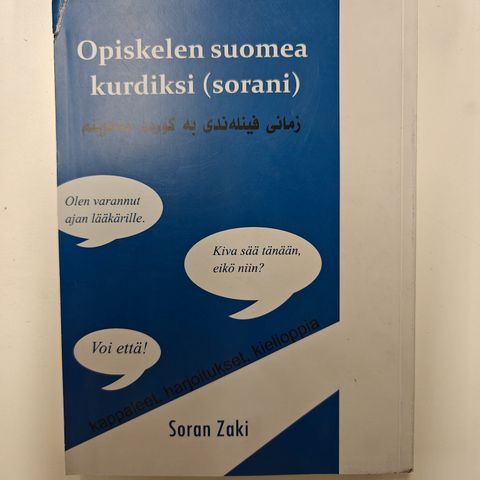 Opiskelen suomea
kurdiksi (sorani)
زمانی فینلەندی بە کوردی
Olen varannut
ajan lääkärille.
Kiva sää tänään,
eikö niin?
Voi että!
kappaleet, harjoitukset, kielioppia
Soran Zaki